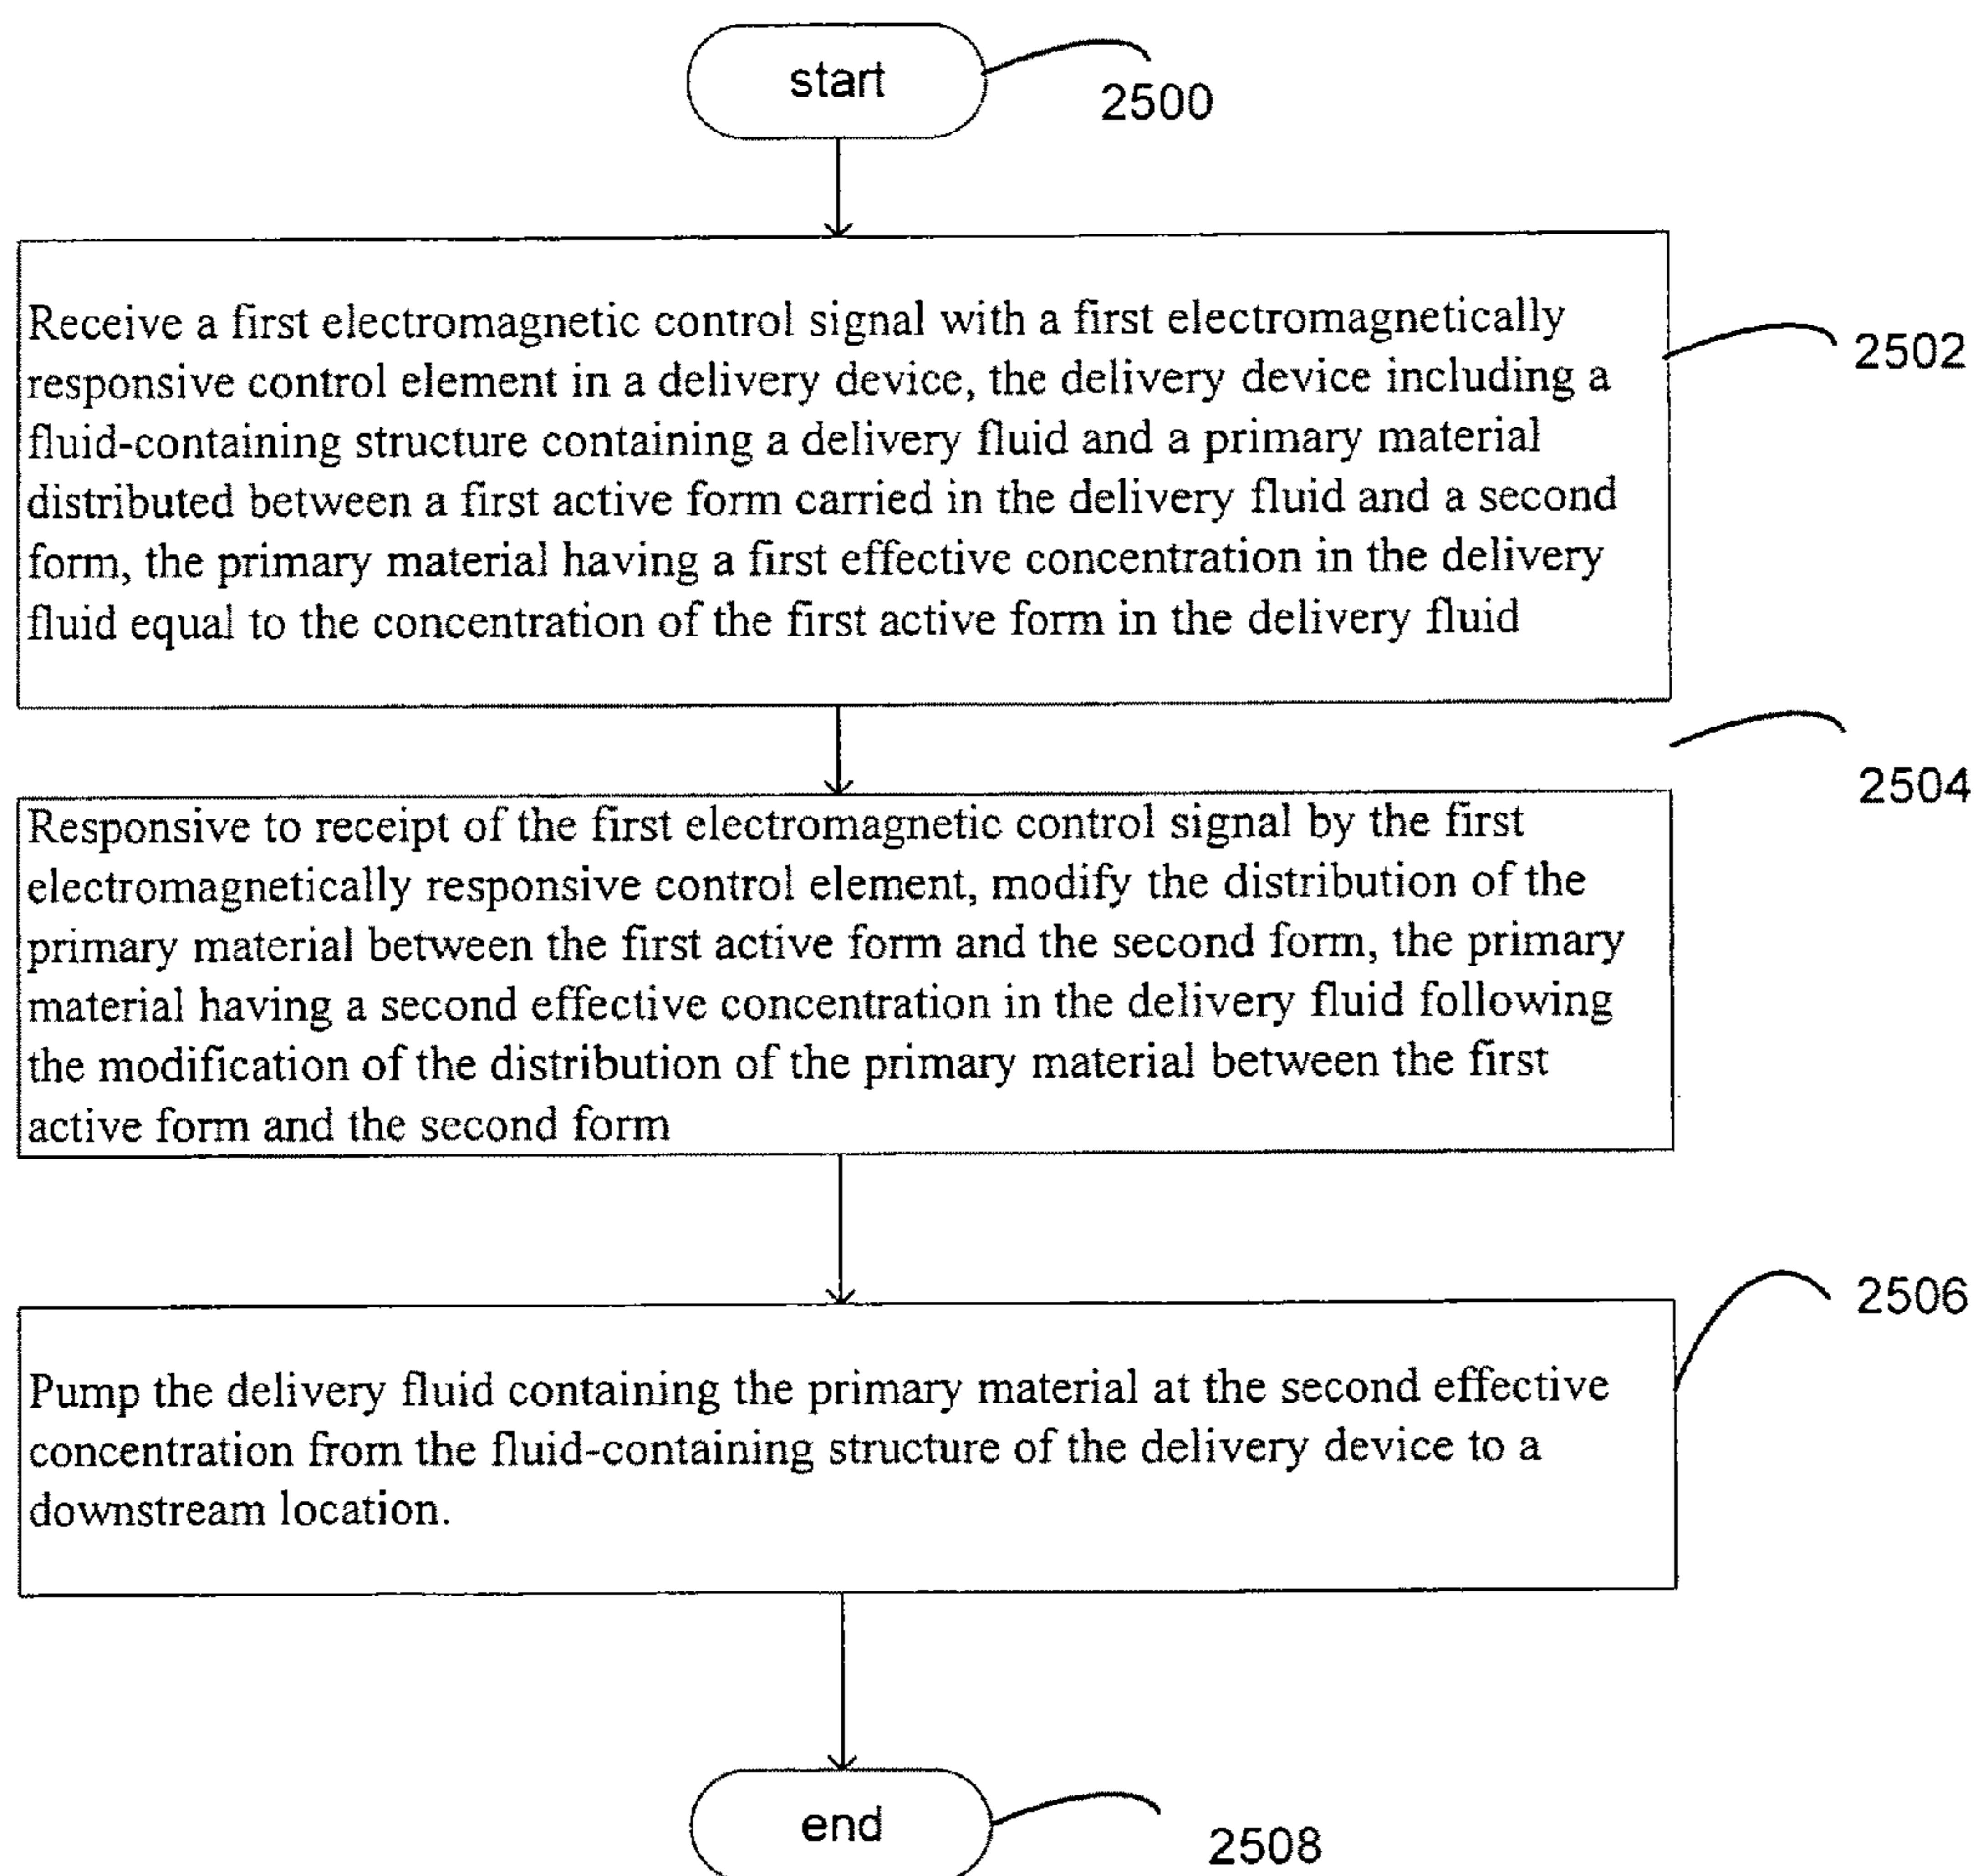 start
2500
Receive a first electromagnetic control signal with a first electromagnetically
responsive control element in a delivery device, the delivery device including a
fluid-containing structure containing a delivery fluid and a primary material
distributed between a first active form carried in the delivery fluid and a second
form, the primary material having a first effective concentration in the delivery
fluid equal to the concentration of the first active form in the delivery fluid
2502
2504
Responsive to receipt of the first electromagnetic control signal by the first
electromagnetically responsive control element, modify the distribution of the
primary material between the first active form and the second form, the primary
material having a second effective concentration in the delivery fluid following
the modification of the distribution of the primary material between the first
active form and the second form
2506
Pump the delivery fluid containing the primary material at the second effective
concentration from the fluid-containing structure of the delivery device to a
downstream location.
end
2508